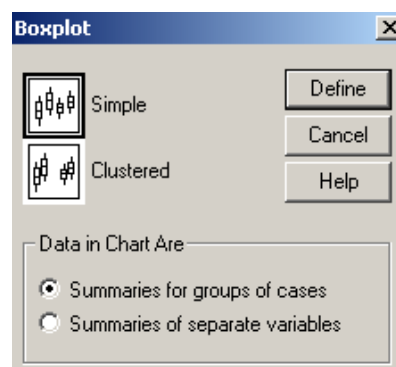 Boxplot
Simple
Clustered
Define
Cancel
Help
Data in Chart Are
Summaries for groups of cases
Summaries of separate variables